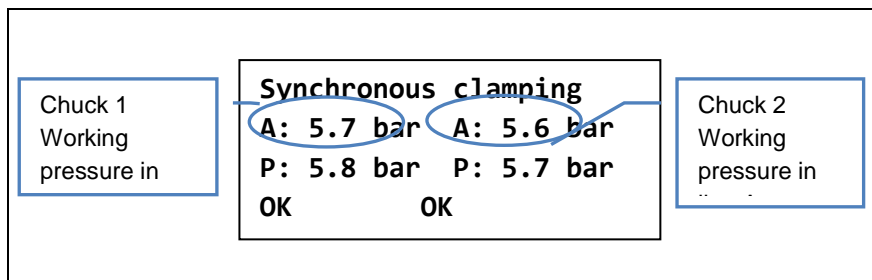 Chuck 1
Working
pressure in
Synchronous clamping
A: 5.7 bar A: 5.6 bar
P: 5.8 bar P: 5.7 bar
OK OK
Chuck 2
Working
pressure in